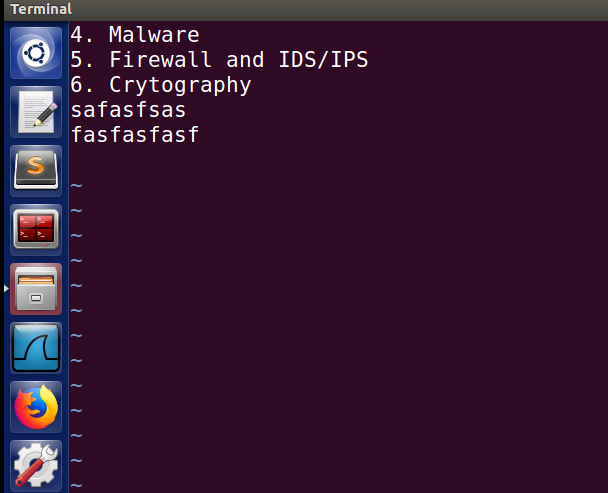 Terminal
4. Malware
5. Firewall and IDS/IPS
6. Crytography
safasfsas
fasfasfasf
~
~
~
~
~
~
~
~
~
~
~
~
~